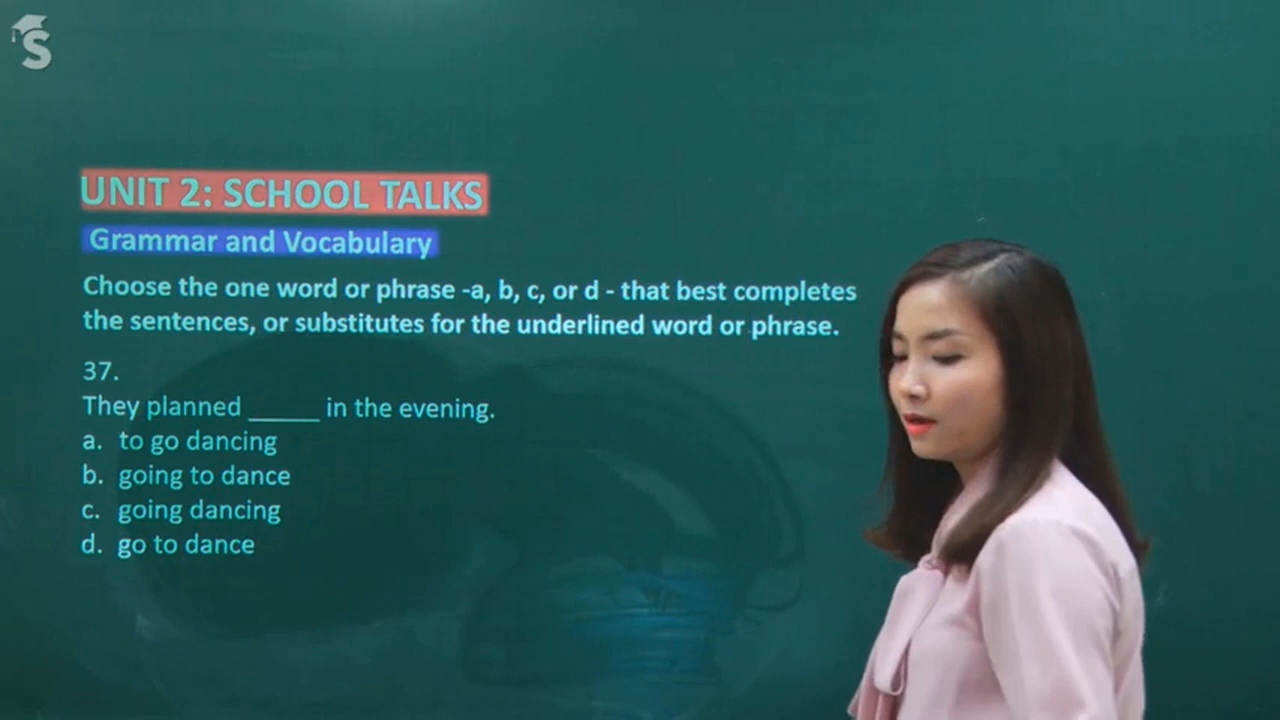 S
UNIT 2: SCHOOL TALKS
Grammar and Vocabulary
Choose the one word or phrase -a, b, c, or d - that best completes
the sentences, or substitutes for the underlined word or phrase.
37.
They planned _____ in the evening.
a. to go dancing
b. going to dance
c. going dancing
d. go to dance